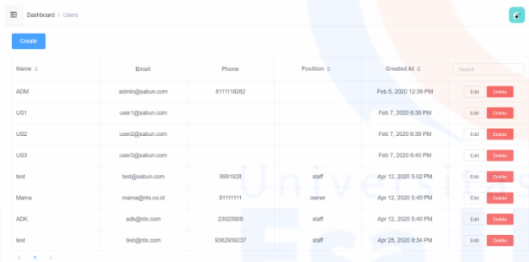 Dashboard / Users
Create
Name Email Phone Position Created At Search
ADM admin@sabun.com 8111118282 Feb 5, 2020 12:39 PM Edit Delete
US1 user1@sabun.com Feb 7, 2020 6:39 PM Edit Delete
US2 user2@sabun.com Feb 7, 2020 6:39 PM Edit Delete
US3 user3@sabun.com Feb 7, 2020 6:40 PM Edit Delete
test test@sabun.com 9991928 staff Apr 12, 2020 5:02 PM Edit Delete
Mama mama@ntx.co.id 81111111 owner Apr 12, 2020 5:40 PM Edit Delete
ADK adk@ntx.com 23023909 staff Apr 12, 2020 5:40 PM Edit Delete
test test@ntx.com 9382939237 staff Apr 25, 2020 8:34 PM Edit Delete
1
Universitas
Esa